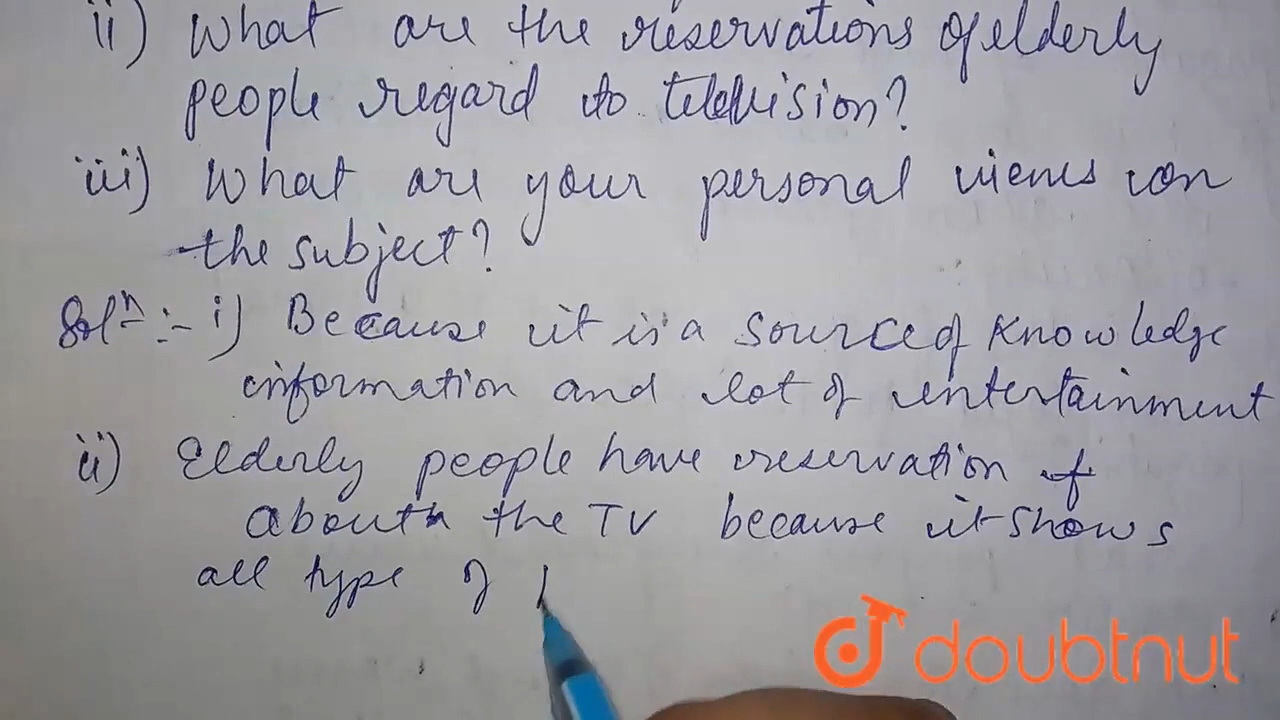 ii) What are the reservations of elderly
people regard to television?
iii) What are your personal views on
the subject?
Solⁿ :- i) Because it is a source of Knowledge
information and lot of entertainment
ii) Elderly people have reservation of
about the TV because it shows
all type of
doubtnut